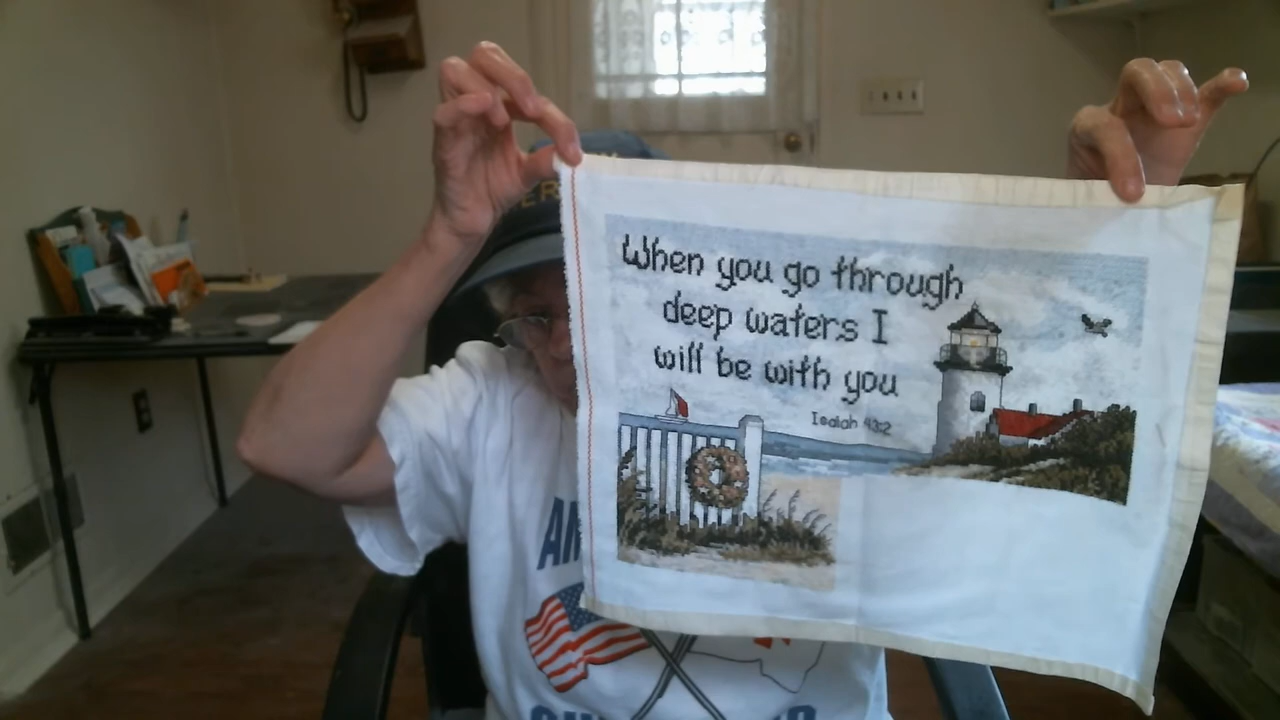 When you go through
deep waters I
will be with you
Isaiah 43:2